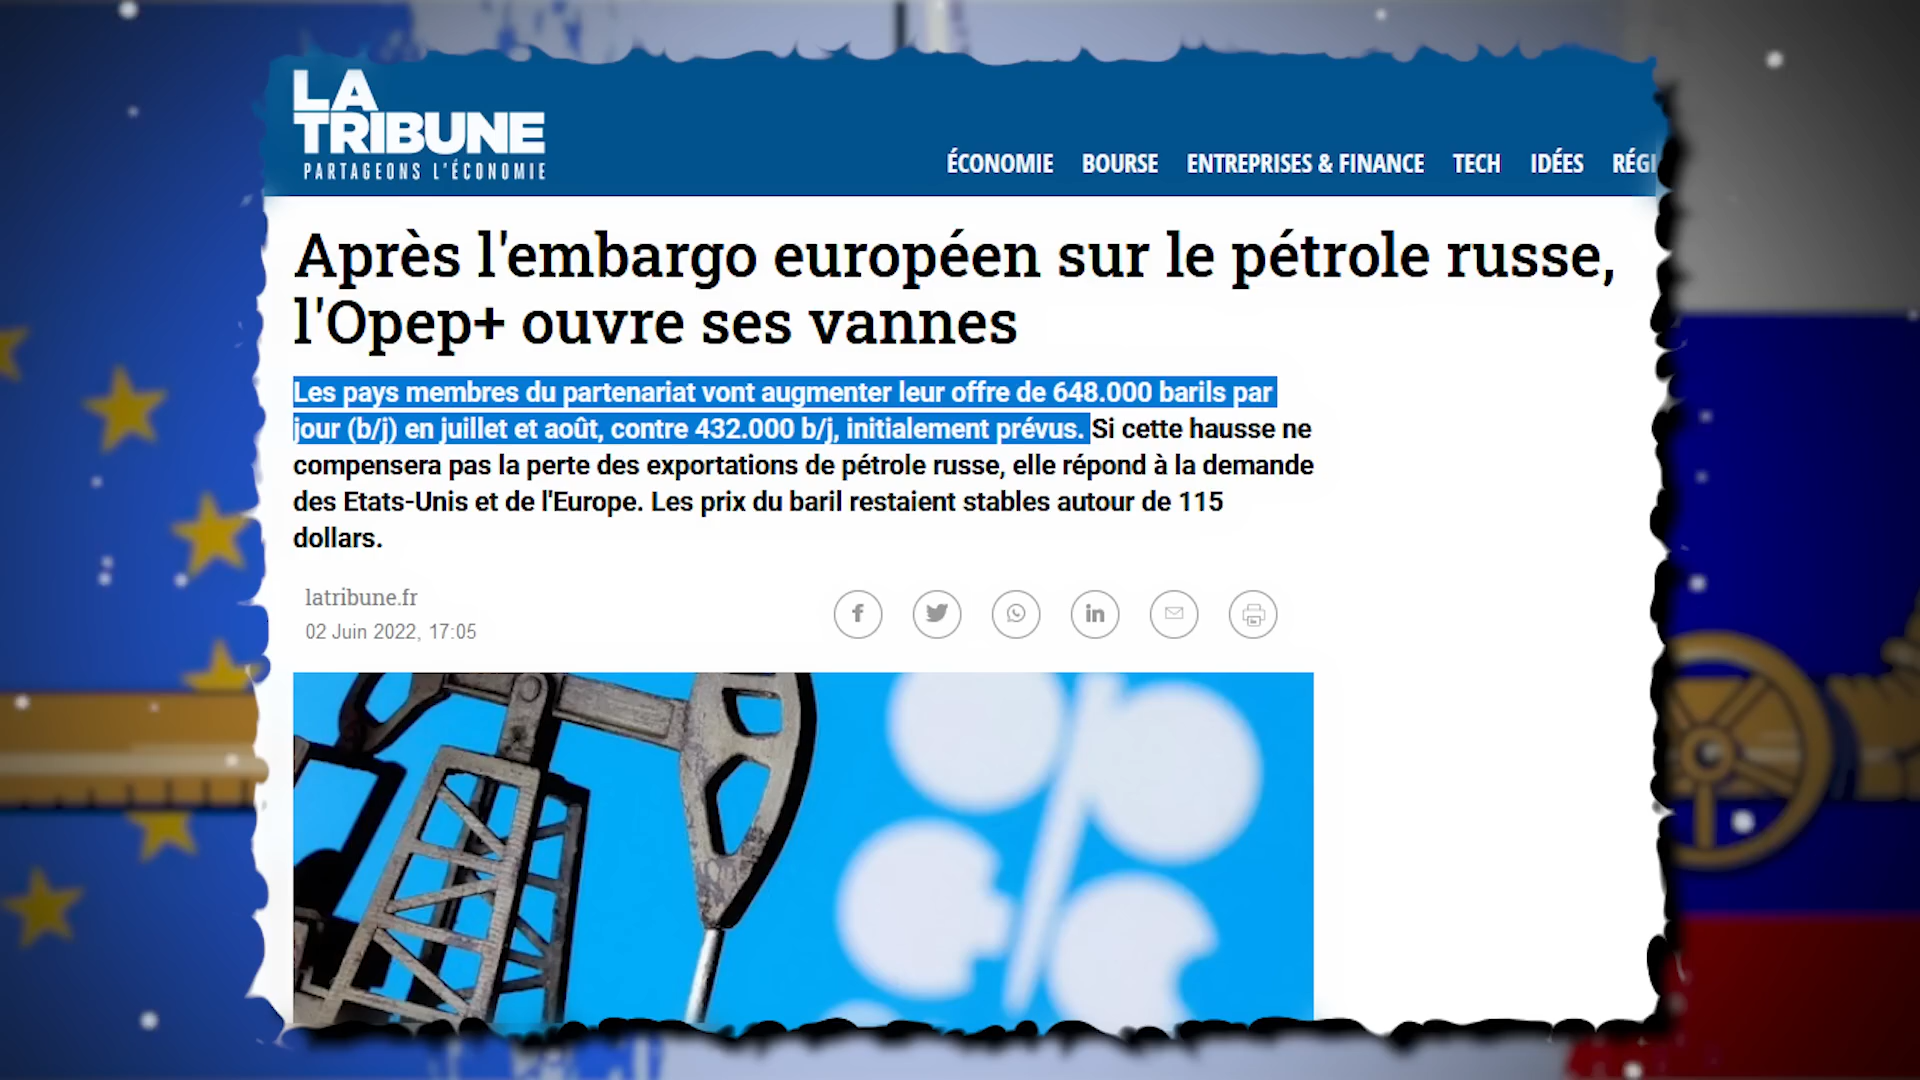 LA
TRIBUNE
PARTAGEONS L'ÉCONOMIE
ÉCONOMIE BOURSE ENTREPRISES & FINANCE TECH IDÉES RÉGI
Après l'embargo européen sur le pétrole russe,
l'Opep+ ouvre ses vannes
Les pays membres du partenariat vont augmenter leur offre de 648.000 barils par
jour (b/j) en juillet et août, contre 432.000 b/j, initialement prévus. Si cette hausse ne
compensera pas la perte des exportations de pétrole russe, elle répond à la demande
des Etats-Unis et de l'Europe. Les prix du baril restaient stables autour de 115
dollars.
latribune.fr
02 Juin 2022, 17:05